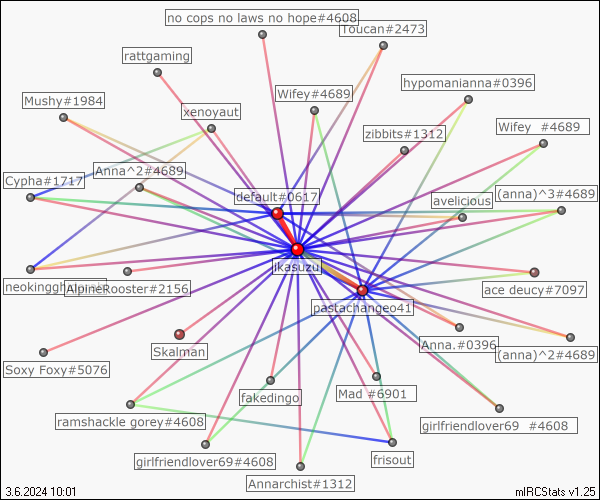 no cops no laws no hope#4608
Toucan#2473
rattgaming
hypomanianna#0396
Mushy#1984
Wifey#4689
xenoyaut
zibbits#1312
Wifey  #4689
Cypha#1717
Anna^2#4689
default#0617
avelicious
(anna)^3#4689
jikasuzu
AlpineRooster#2156
ace deucy#7097
pastachangeo41
Skalman
Anna.#0396
(anna)^2#4689
Soxy Foxy#5076
fakedingo
Mad #6901
ramshackle gorey#4608
girlfriendlover69  #4608
girlfriendlover69#4608
frisout
Annarchist#1312
3.6.2024 10:01
mIRCStats v1.25